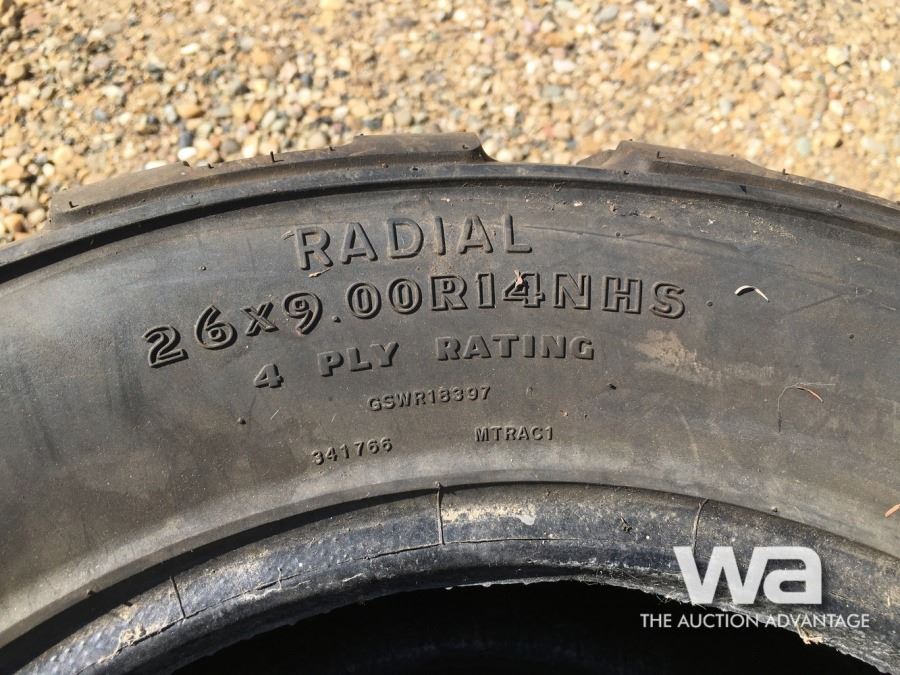 RADIAL
26x9.00R14NHS
4 PLY RATING
GSWR18397
341766 MTRAC1
wa
THE AUCTION ADVANTAGE